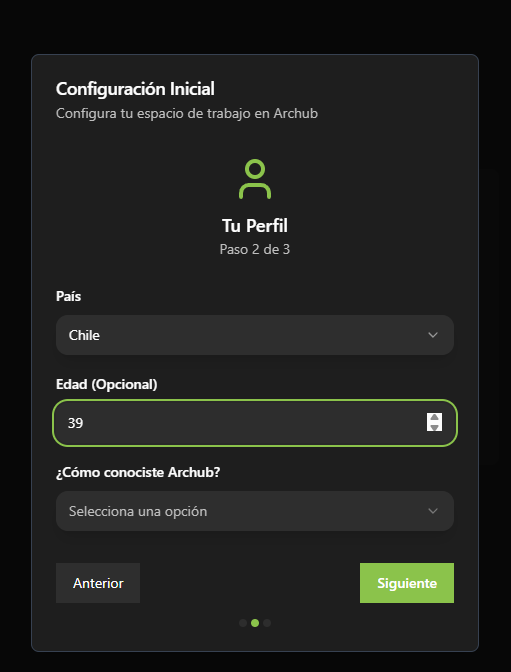 Configuración Inicial
Configura tu espacio de trabajo en Archub
Tu Perfil
Paso 2 de 3
País
Chile
Edad (Opcional)
39
¿Cómo conociste Archub?
Selecciona una opción
Anterior
Siguiente